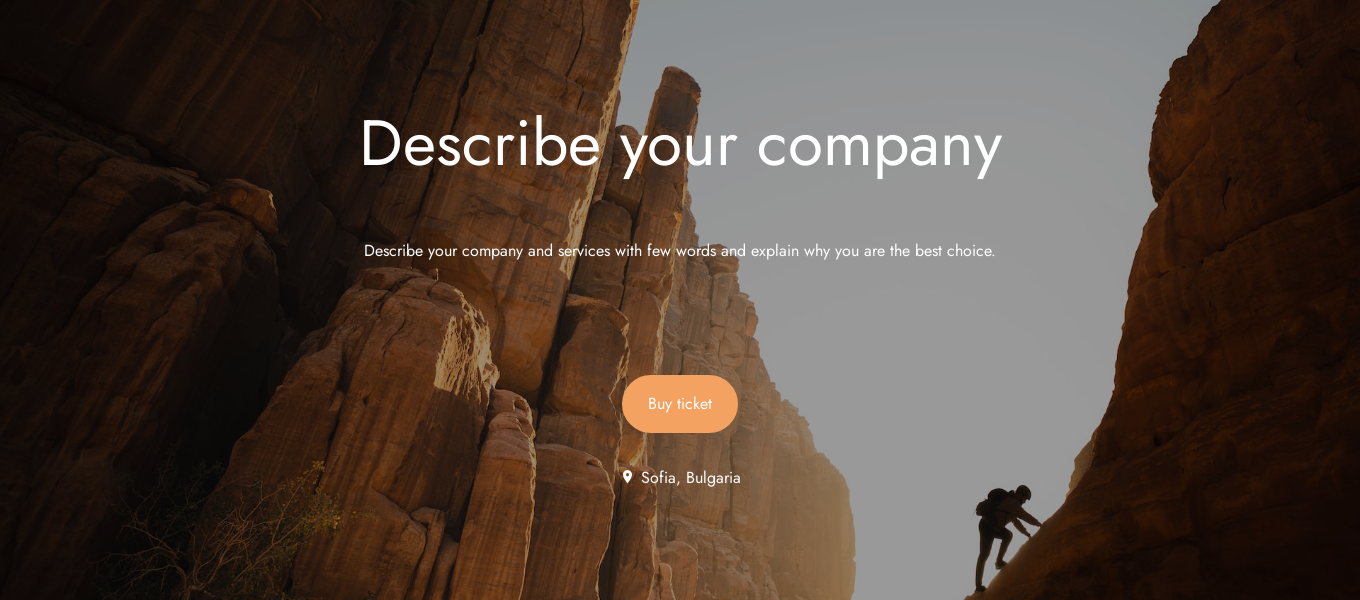 Describe your company
Describe your company and services with few words and explain why you are the best choice.
Buy ticket
Sofia, Bulgaria